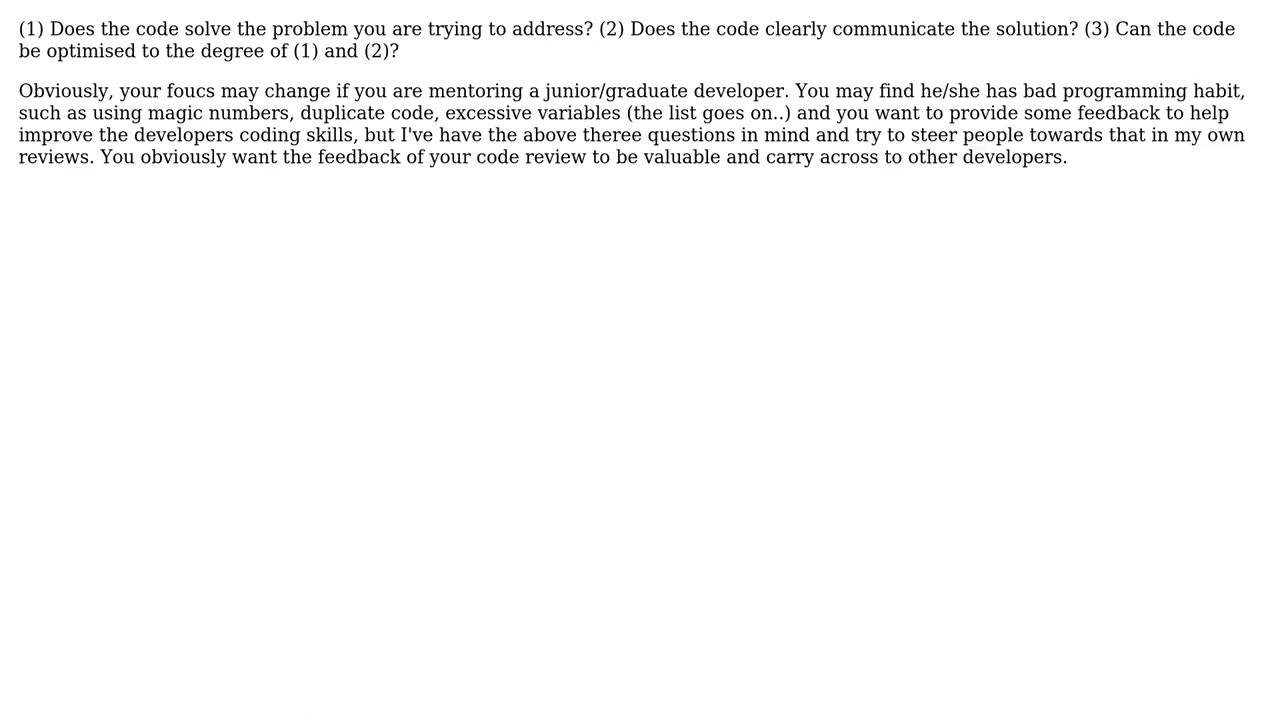 (1) Does the code solve the problem you are trying to address? (2) Does the code clearly communicate the solution? (3) Can the code
be optimised to the degree of (1) and (2)?
Obviously, your foucs may change if you are mentoring a junior/graduate developer. You may find he/she has bad programming habit,
such as using magic numbers, duplicate code, excessive variables (the list goes on..) and you want to provide some feedback to help
improve the developers coding skills, but I've have the above theree questions in mind and try to steer people towards that in my own
reviews. You obviously want the feedback of your code review to be valuable and carry across to other developers.